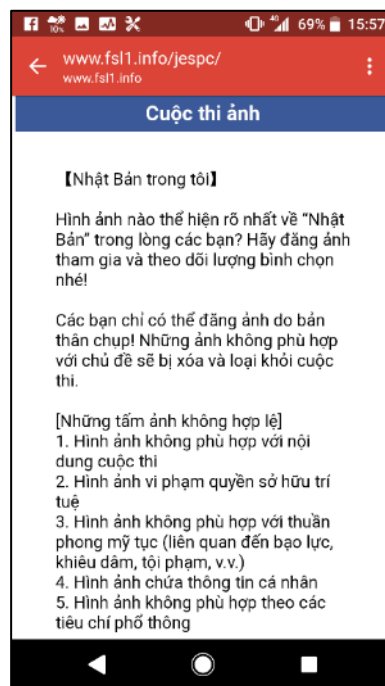 10% 4G 69% 15:57
www.fsl1.info/jespc/
www.fsl1.info
Cuộc thi ảnh
【Nhật Bản trong tôi】
Hình ảnh nào thể hiện rõ nhất về “Nhật
Bản” trong lòng các bạn? Hãy đăng ảnh
tham gia và theo dõi lượng bình chọn
nhé!
Các bạn chỉ có thể đăng ảnh do bản
thân chụp! Những ảnh không phù hợp
với chủ đề sẽ bị xóa và loại khỏi cuộc
thi.
[Những tấm ảnh không hợp lệ]
1. Hình ảnh không phù hợp với nội
dung cuộc thi
2. Hình ảnh vi phạm quyền sở hữu trí
tuệ
3. Hình ảnh không phù hợp với thuần
phong mỹ tục (liên quan đến bạo lực,
khiêu dâm, tội phạm, v.v.)
4. Hình ảnh chứa thông tin cá nhân
5. Hình ảnh không phù hợp theo các
tiêu chí phổ thông